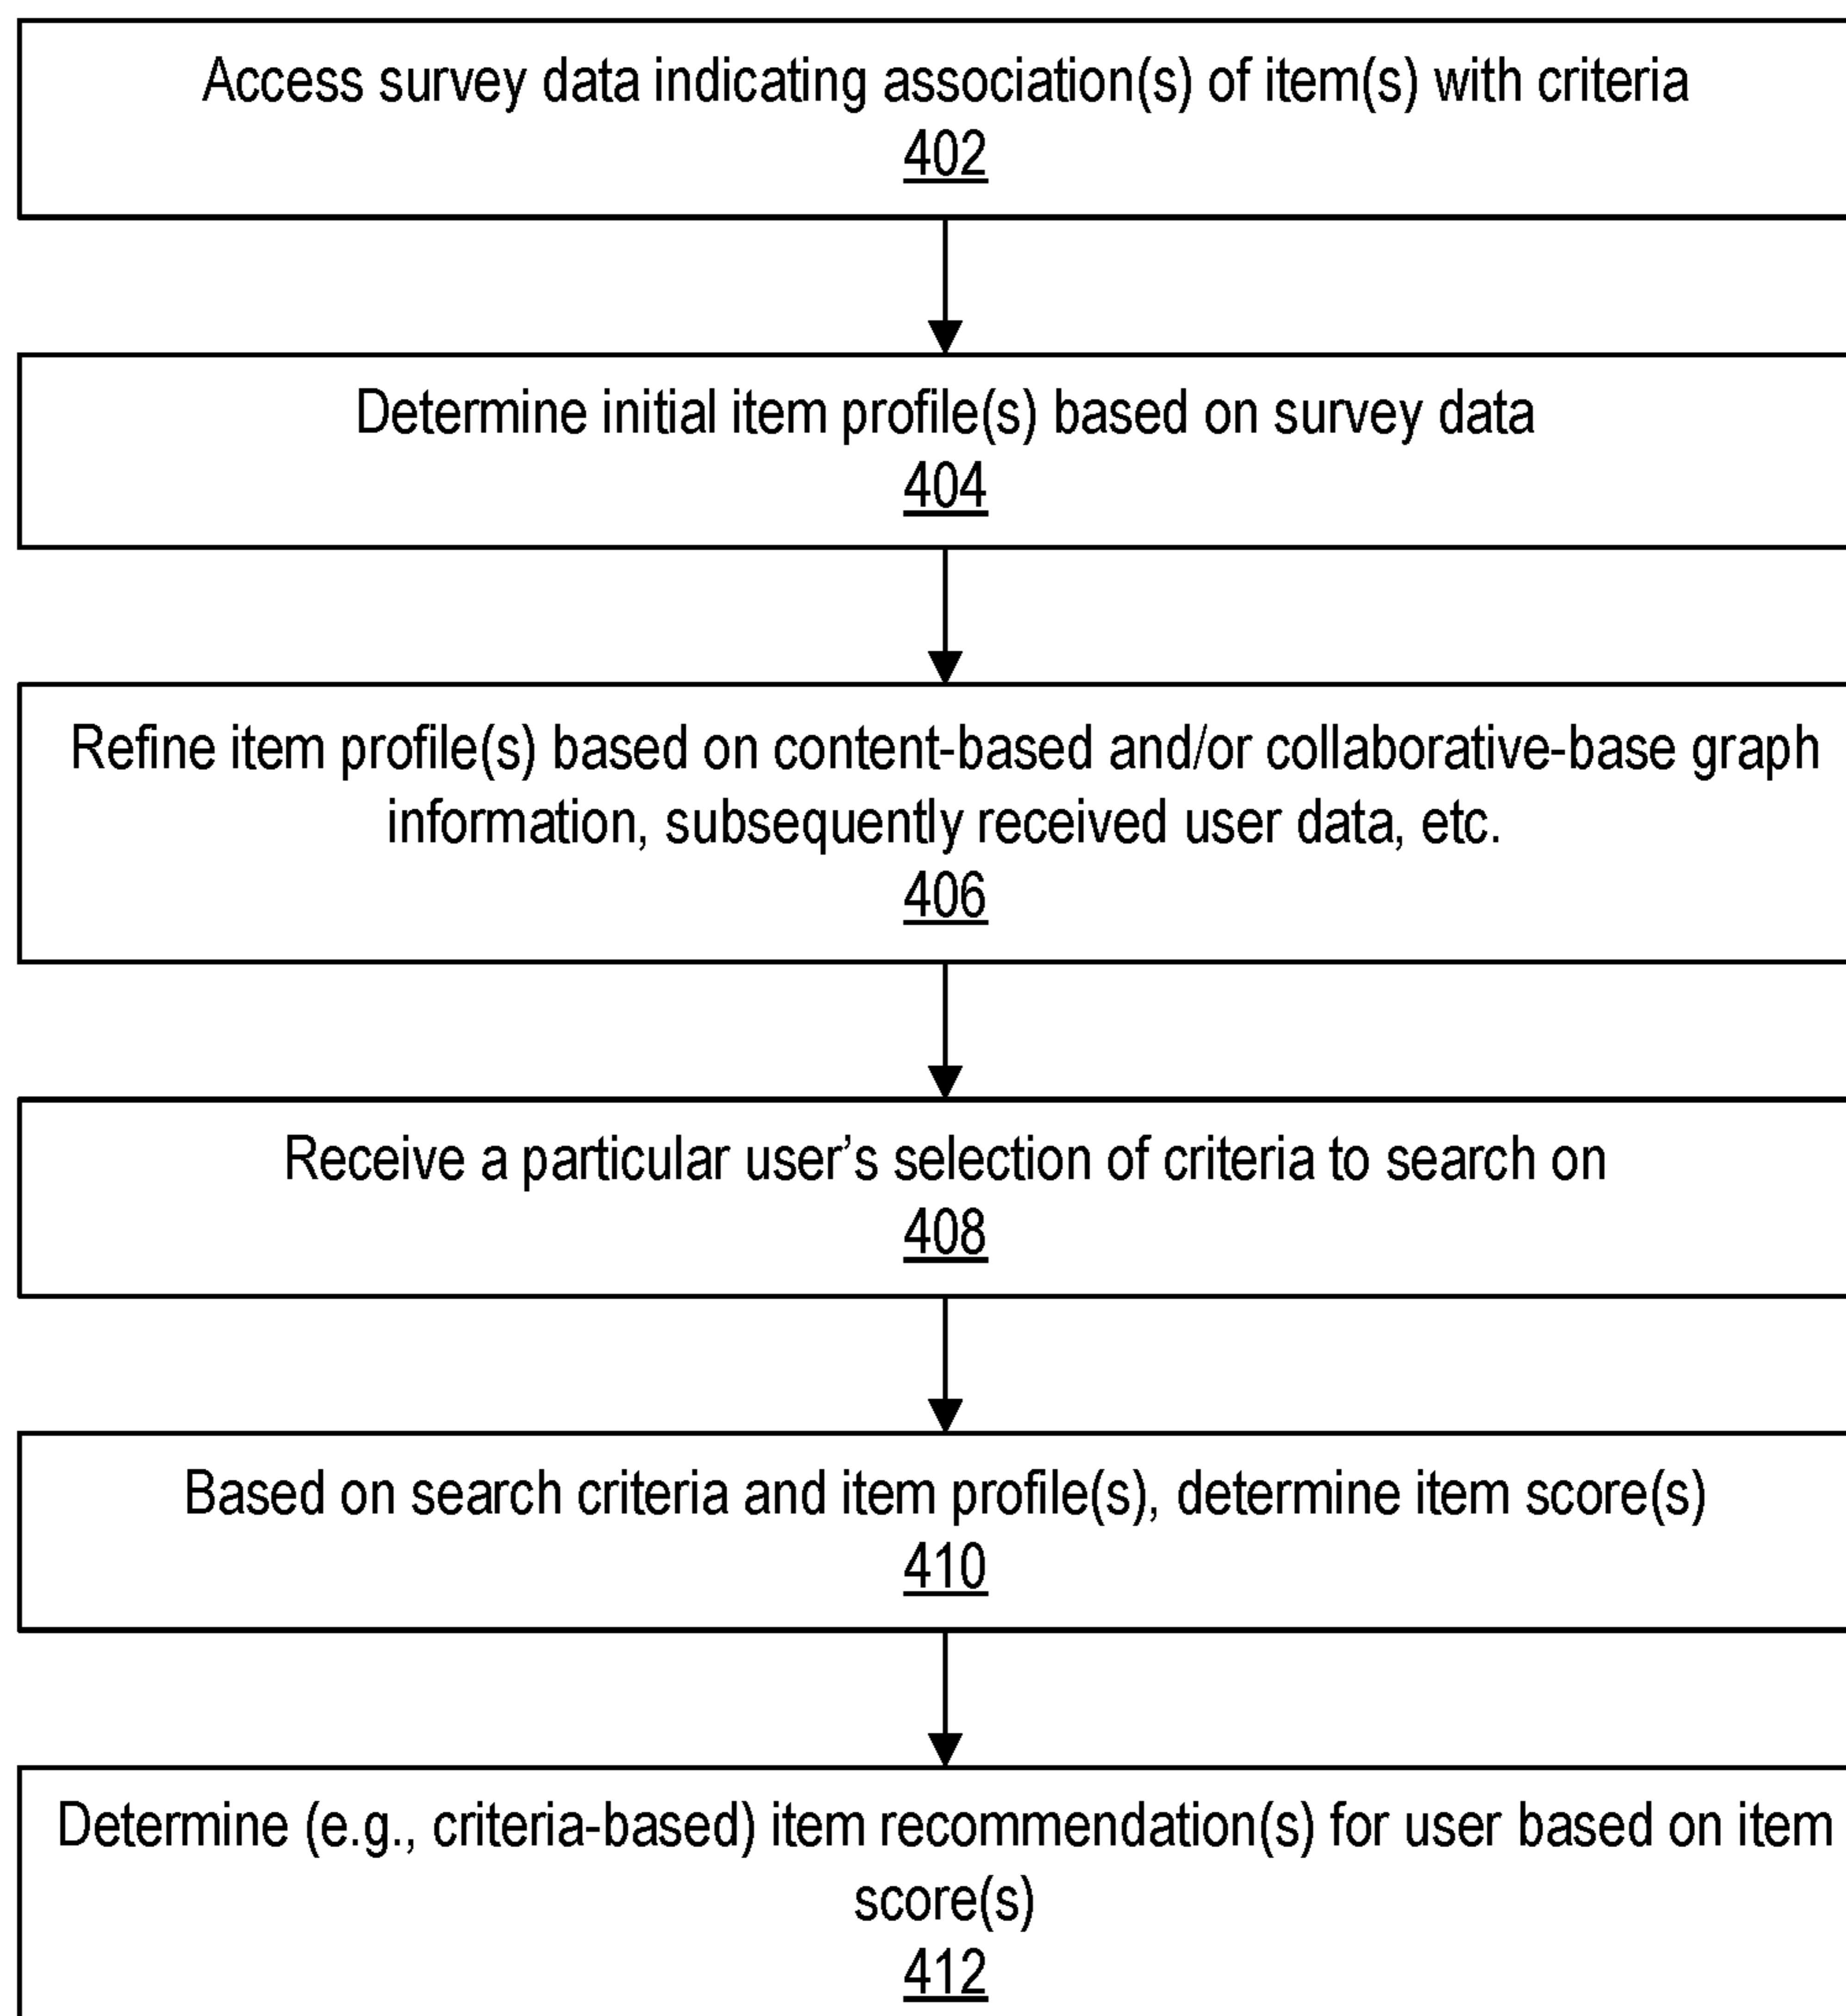 Access survey data indicating association(s) of item(s) with criteria
402
Determine initial item profile(s) based on survey data
404
Refine item profile(s) based on content-based and/or collaborative-base graph
information, subsequently received user data, etc.
406
Receive a particular user’s selection of criteria to search on
408
Based on search criteria and item profile(s), determine item score(s)
410
Determine (e.g., criteria-based) item recommendation(s) for user based on item
score(s)
412